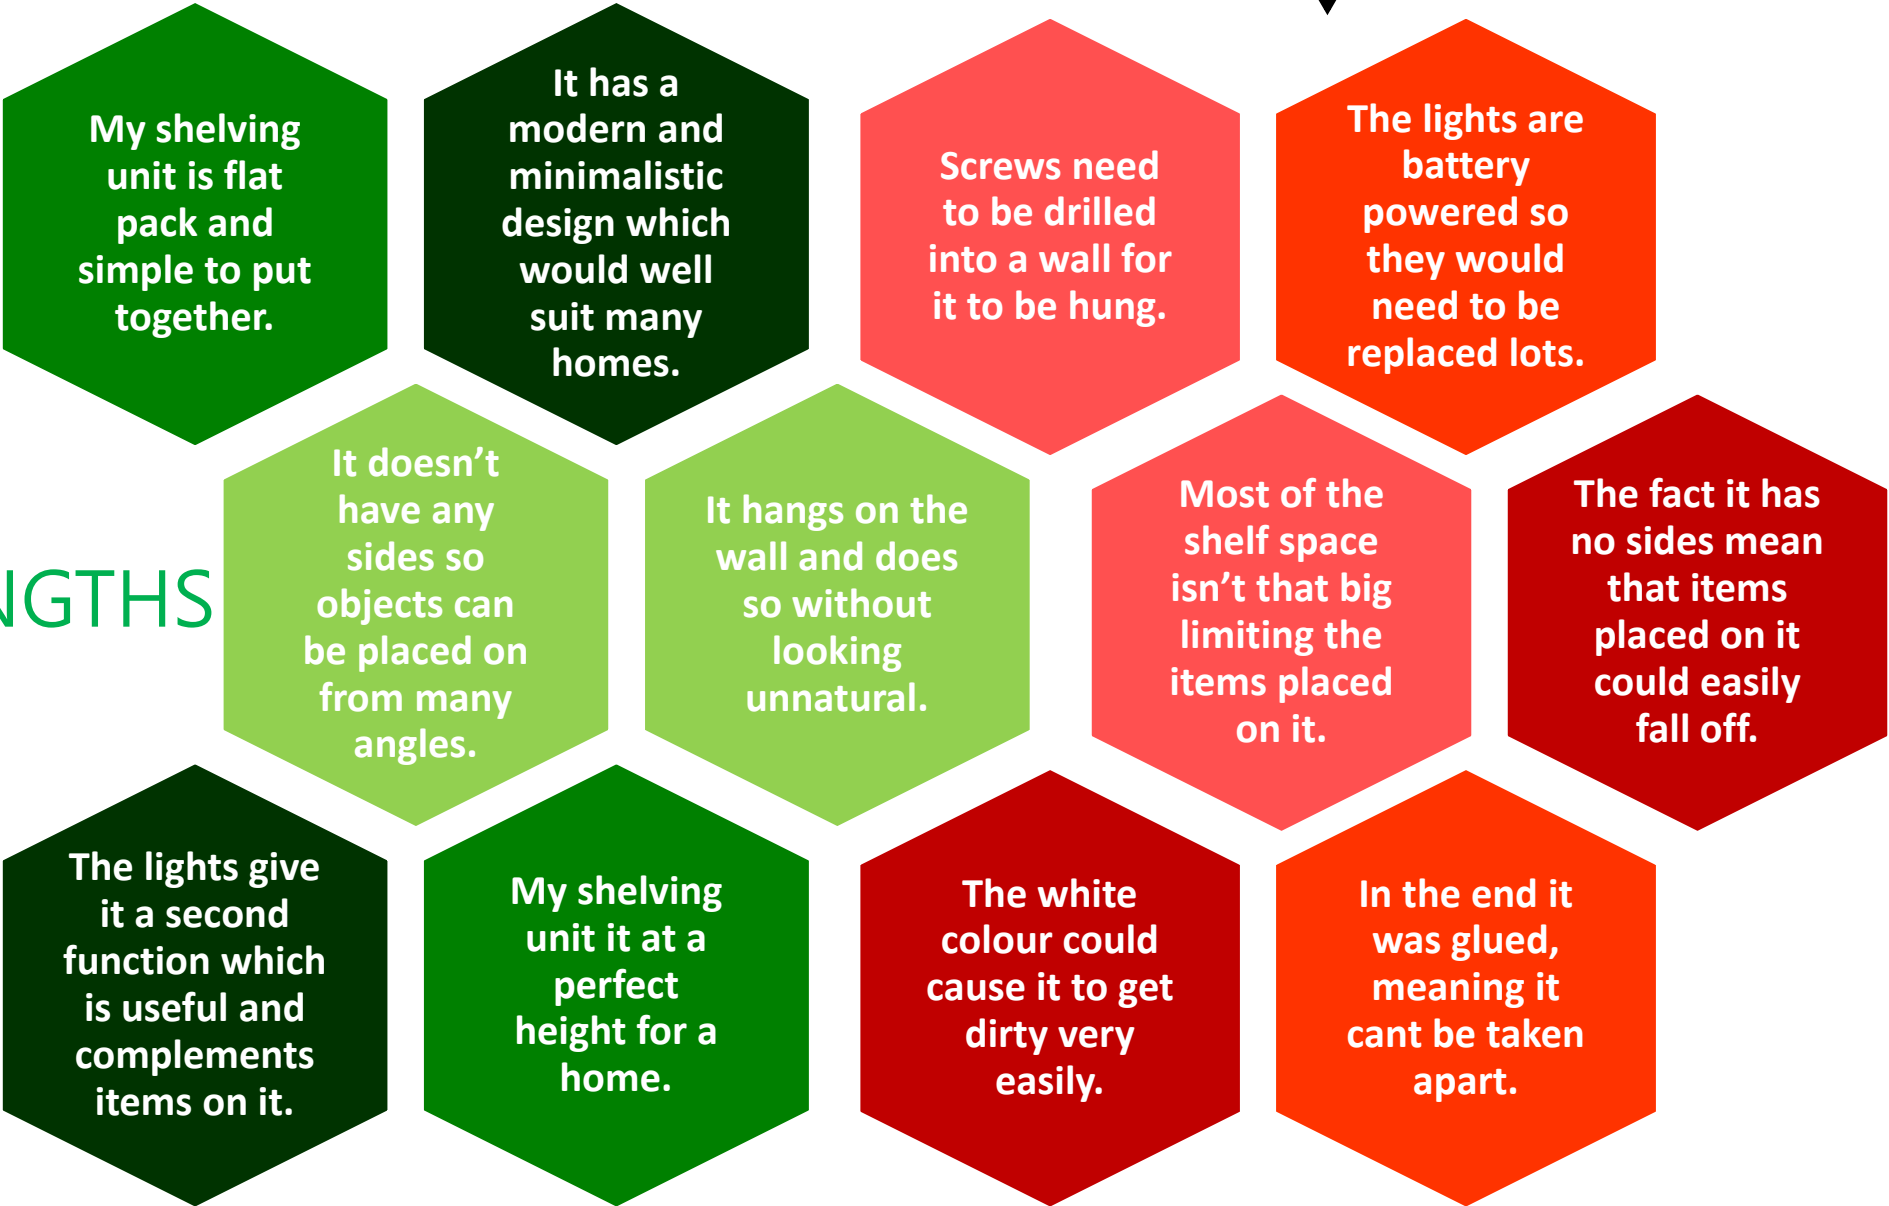 My shelving
unit is flat
pack and
simple to put
together.
It has a
modern and
minimalistic
design which
would well
suit many
homes.
Screws need
to be drilled
into a wall for
it to be hung.
The lights are
battery
powered so
they would
need to be
replaced lots.
NGTHS
It doesn’t
have any
sides so
objects can
be placed on
from many
angles.
It hangs on the
wall and does
so without
looking
unnatural.
Most of the
shelf space
isn’t that big
limiting the
items placed
on it.
The fact it has
no sides mean
that items
placed on it
could easily
fall off.
The lights give
it a second
function which
is useful and
complements
items on it.
My shelving
unit it at a
perfect
height for a
home.
The white
colour could
cause it to get
dirty very
easily.
In the end it
was glued,
meaning it
cant be taken
apart.